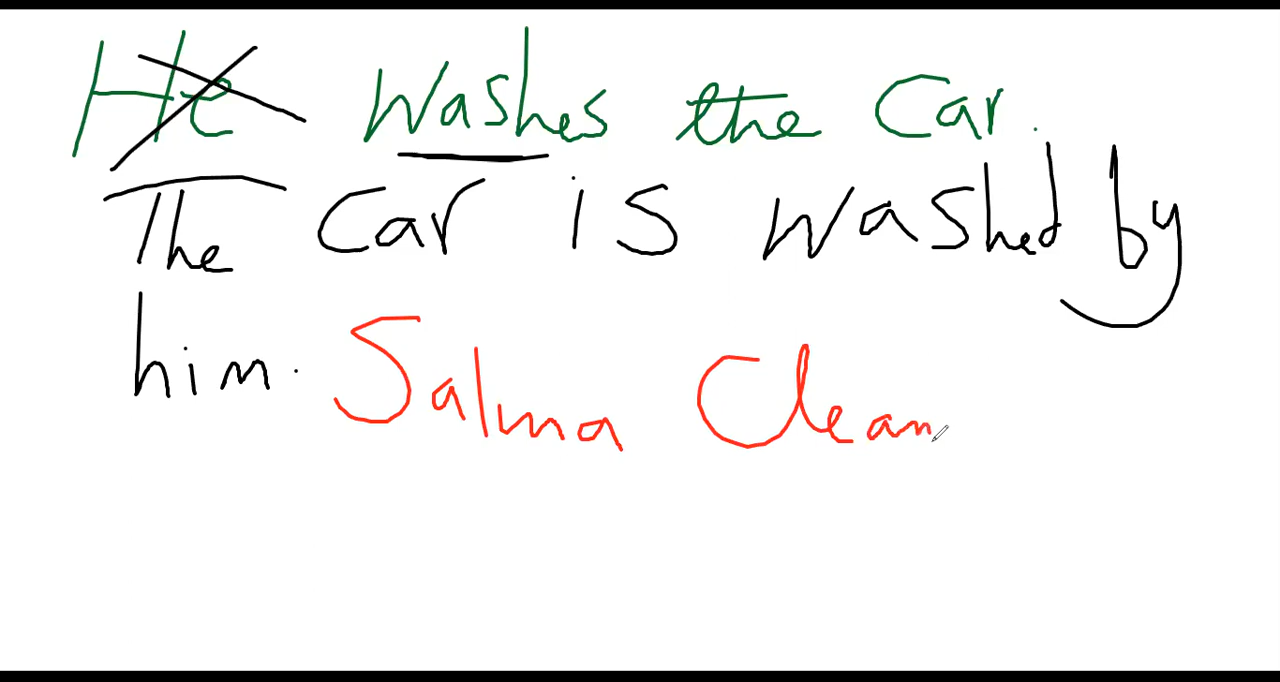 He Washes the Car.
The Car is washed by
him. Salma Clean